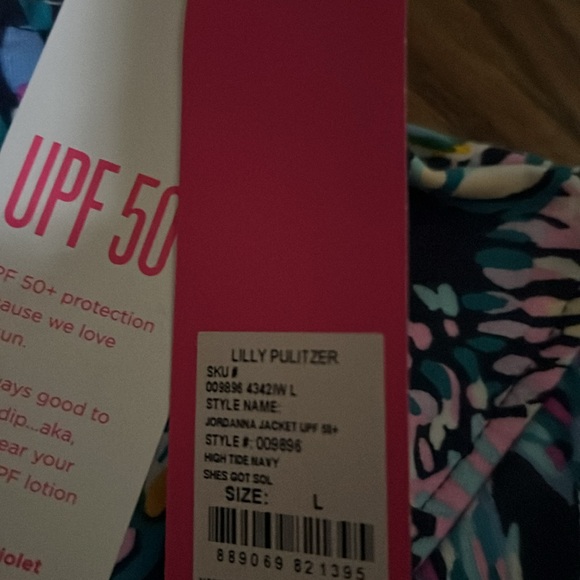 UPF 50
PF 50+ protection
ause we love
un.
ays good to
dip...aka,
ear your
PF lotion
iolet
LILLY PULITZER
SKU #
009896 4342IW L
STYLE NAME:
JORDANNA JACKET UPF 50+
STYLE #: 009896
HIGH TIDE NAVY
SHES GOT SOL
SIZE: L
889069 821395